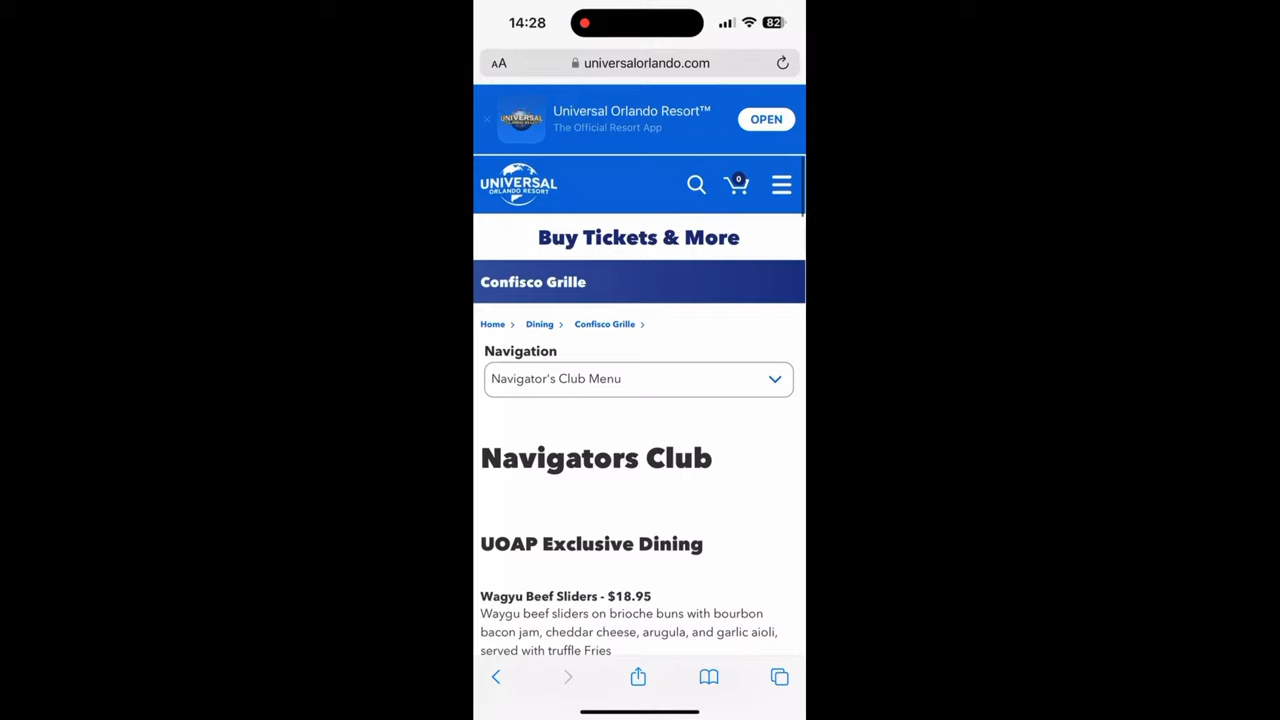 14:28
82
AA
universalorlando.com
UNIVERSAL
Universal Orlando Resort™
The Official Resort App
OPEN
UNIVERSAL
ORLANDO RESORT
0
Buy Tickets & More
Confisco Grille
Home > Dining > Confisco Grille >
Navigation
Navigator's Club Menu
Navigators Club
UOAP Exclusive Dining
Wagyu Beef Sliders - $18.95
Waygu beef sliders on brioche buns with bourbon
bacon jam, cheddar cheese, arugula, and garlic aioli,
served with truffle Fries